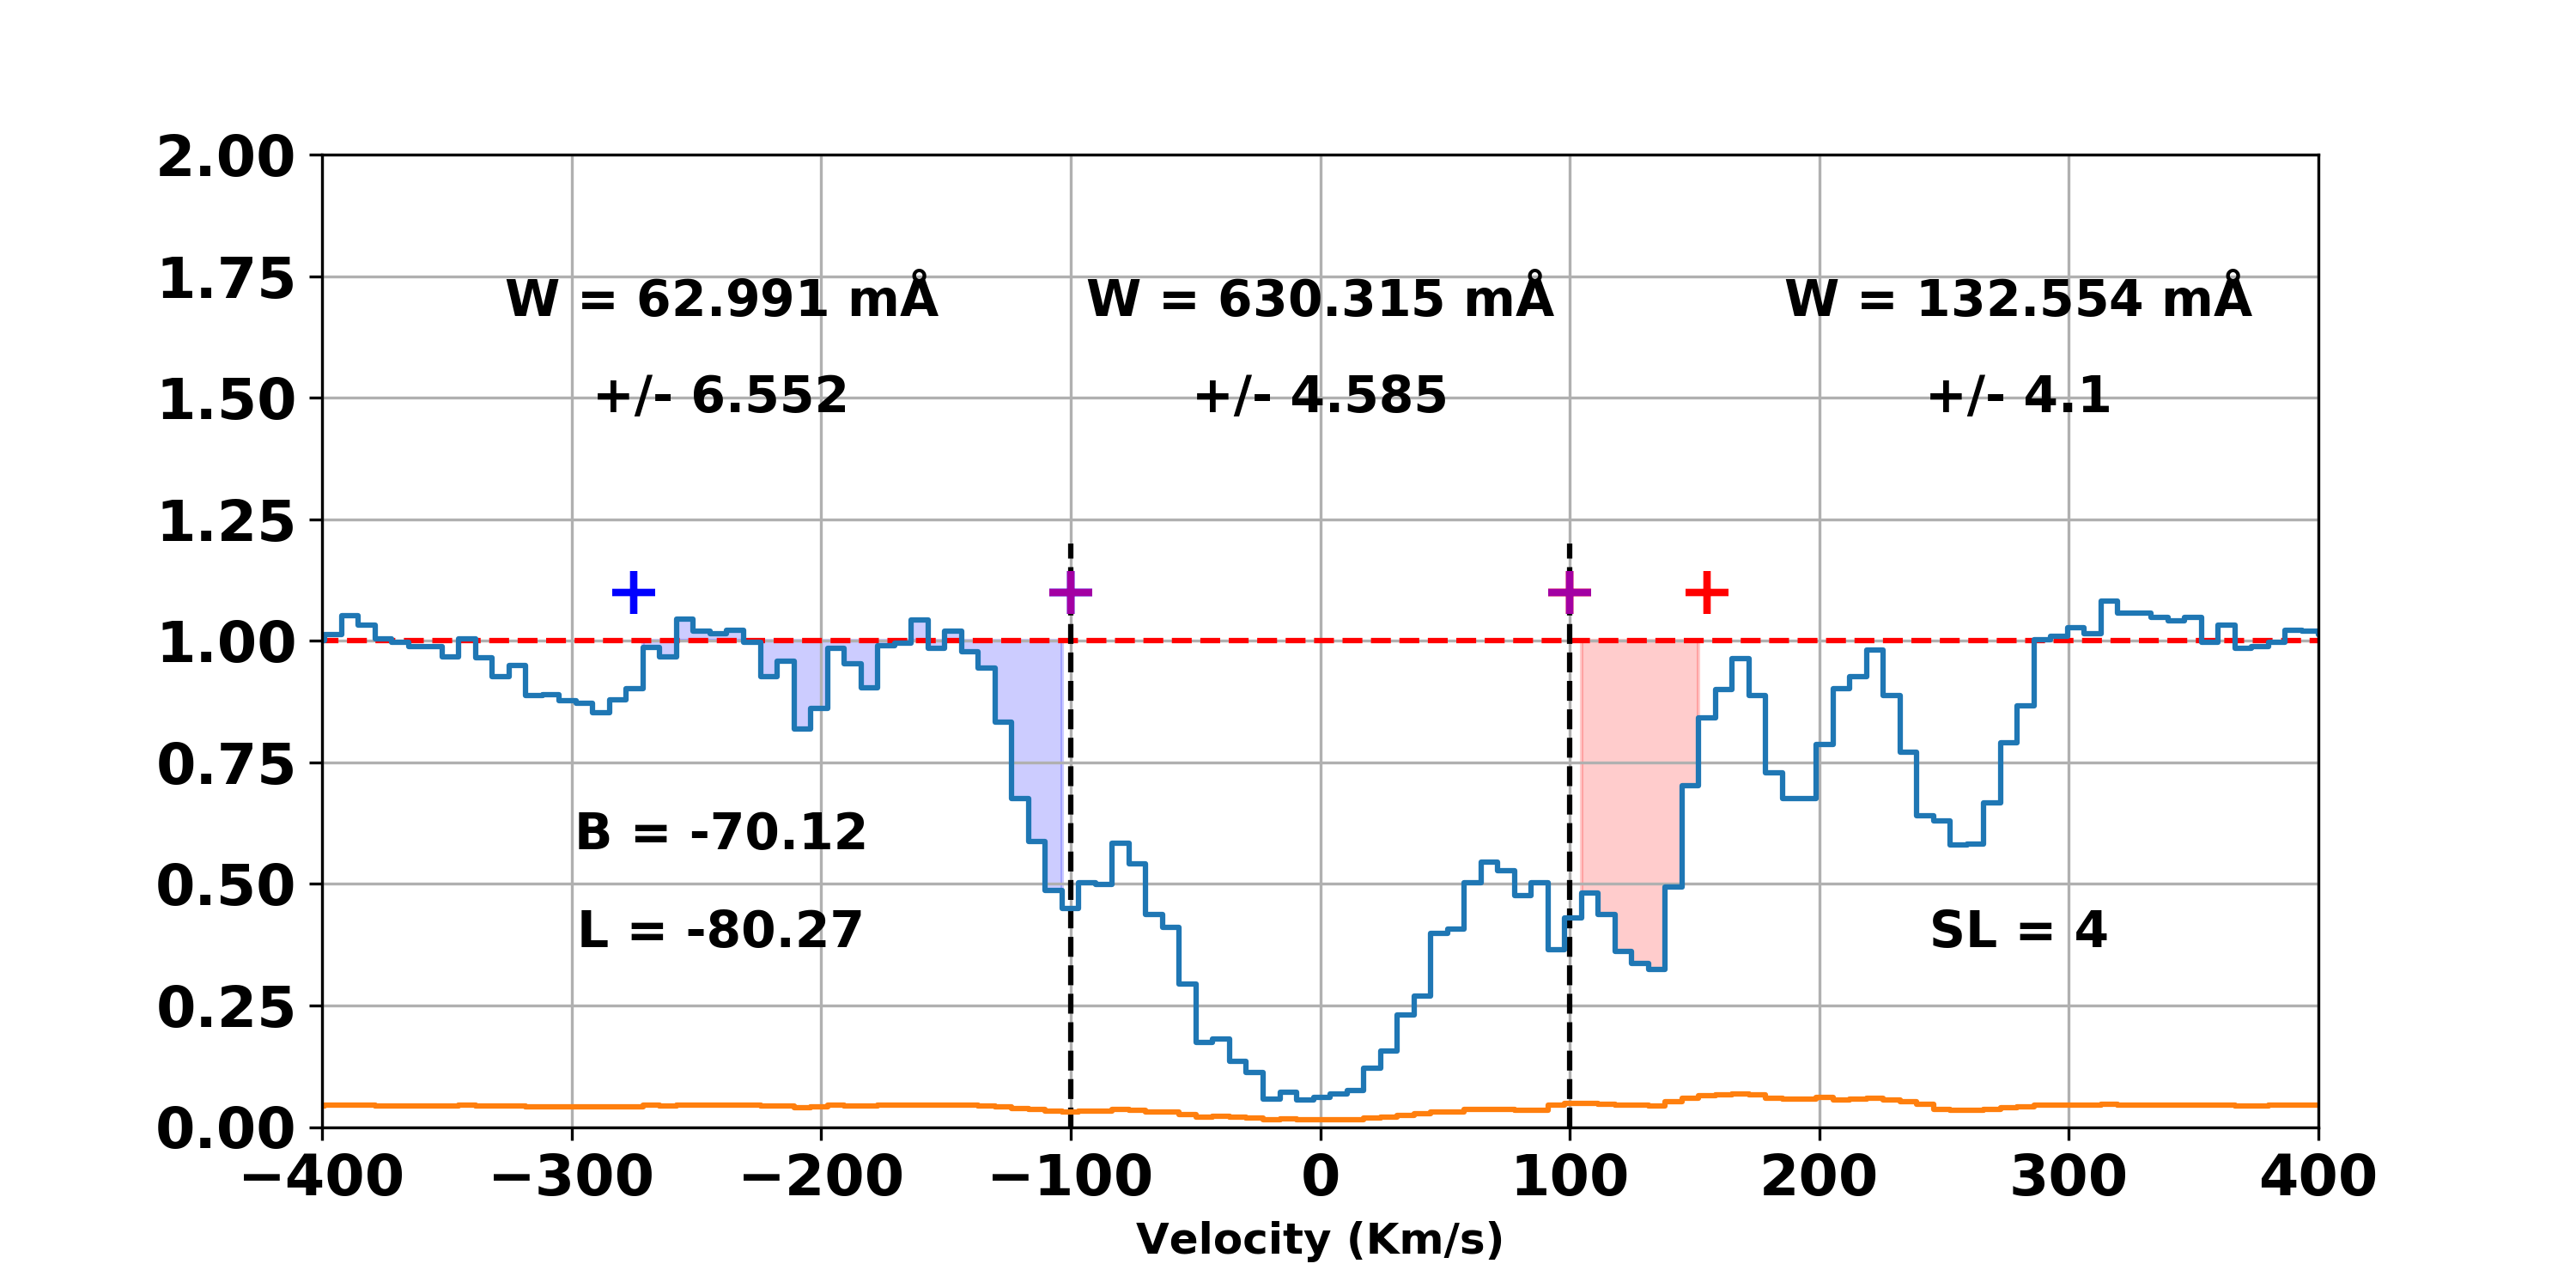 2.00
1.75
1.50
1.25
1.00
0.75
0.50
0.25
0.00
W = 62.991 mÅ
+/- 6.552
W = 630.315 mÅ
+/- 4.585
W = 132.554 mÅ
+/- 4.1
B = -70.12
L = -80.27
SL = 4
−400 −300 −200 −100 0 100 200 300 400
Velocity (Km/s)